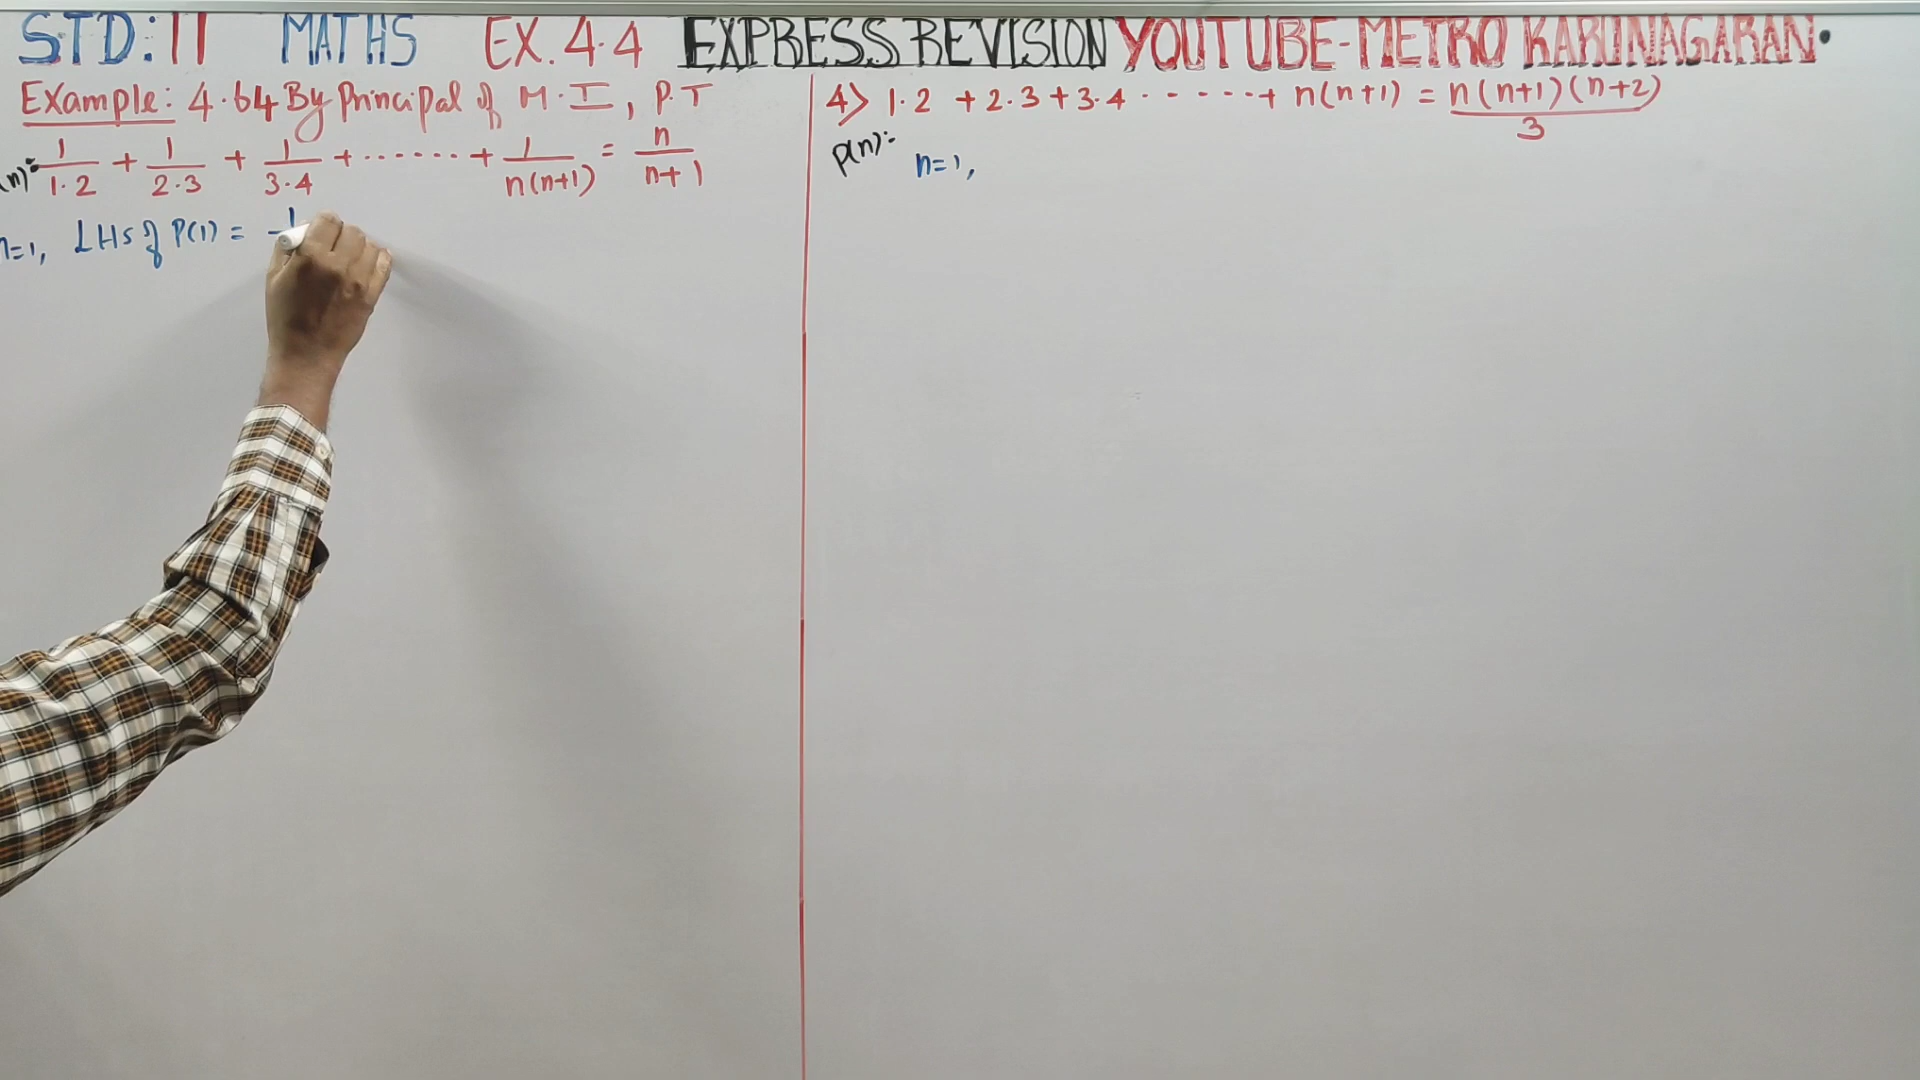 STD: 11 MATHS EX. 4.4 EXPRESS REVISION YOUTUBE-METRO KARUNAGARAN.
Example: 4.64 By Principal of M.I, P.T
(n): 1/1.2 + 1/2.3 + 1/3.4 + ...... + 1/n(n+1) = n/n+1
n=1, LHS of P(1) = 1
4> 1.2 + 2.3 + 3.4 ...... + n(n+1) = n(n+1)(n+2)/3
p(n):
n=1,